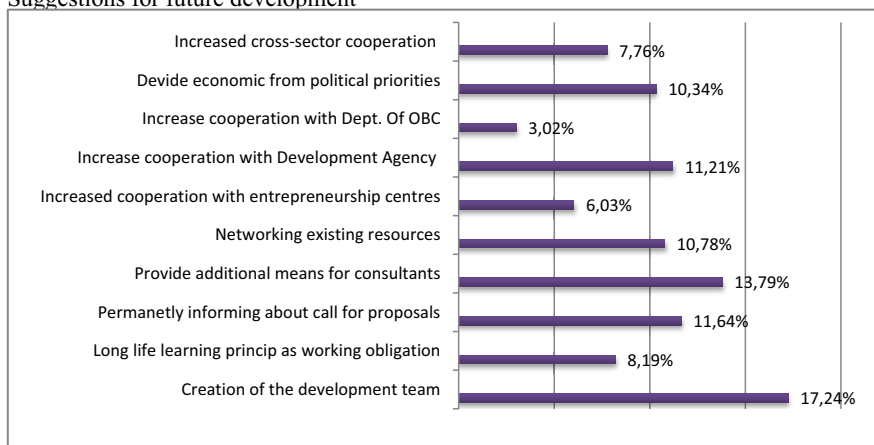 Suggestions for future development
Increased cross-sector cooperation 7,76%
Devide economic from political priorities 10,34%
Increase cooperation with Dept. Of OBC 3,02%
Increase cooperation with Development Agency 11,21%
Increased cooperation with entrepreneurship centres 6,03%
Networking existing resources 10,78%
Provide additional means for consultants 13,79%
Permanetly informing about call for proposals 11,64%
Long life learning princip as working obligation 8,19%
Creation of the development team 17,24%